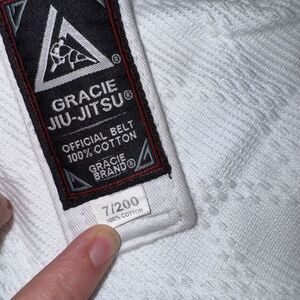 GRACIE
JIU-JITSU®
OFFICIAL BELT
100% COTTON
GRACIE
BRAND®
7/200
100% COTTON